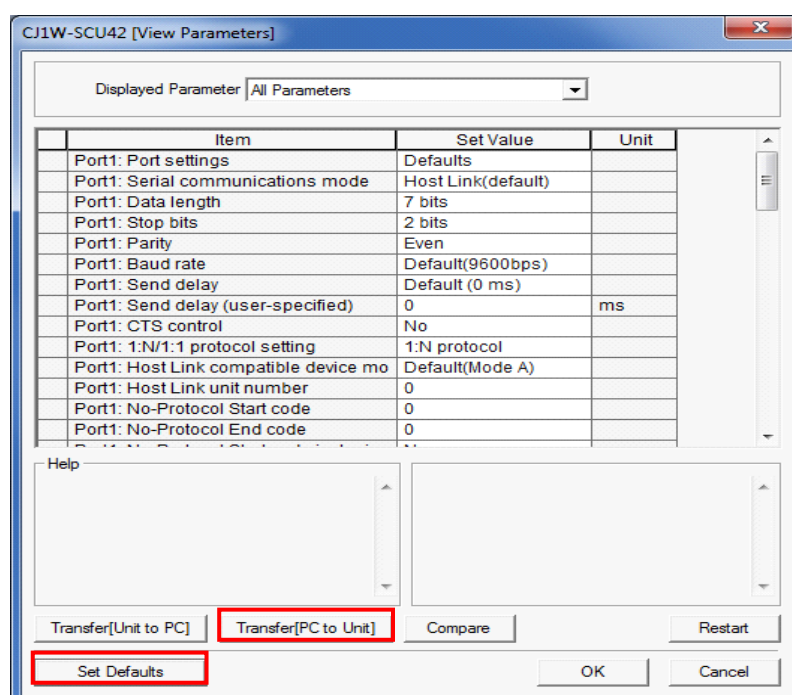 CJ1W-SCU42 [View Parameters]
Displayed Parameter All Parameters
Item Set Value Unit
Port1: Port settings Defaults
Port1: Serial communications mode Host Link(default)
Port1: Data length 7 bits
Port1: Stop bits 2 bits
Port1: Parity Even
Port1: Baud rate Default(9600bps)
Port1: Send delay Default (0 ms)
Port1: Send delay (user-specified) 0 ms
Port1: CTS control No
Port1: 1:N/1:1 protocol setting 1:N protocol
Port1: Host Link compatible device mo Default(Mode A)
Port1: Host Link unit number 0
Port1: No-Protocol Start code 0
Port1: No-Protocol End code 0
Help
Transfer[Unit to PC] Transfer[PC to Unit] Compare Restart
Set Defaults OK Cancel